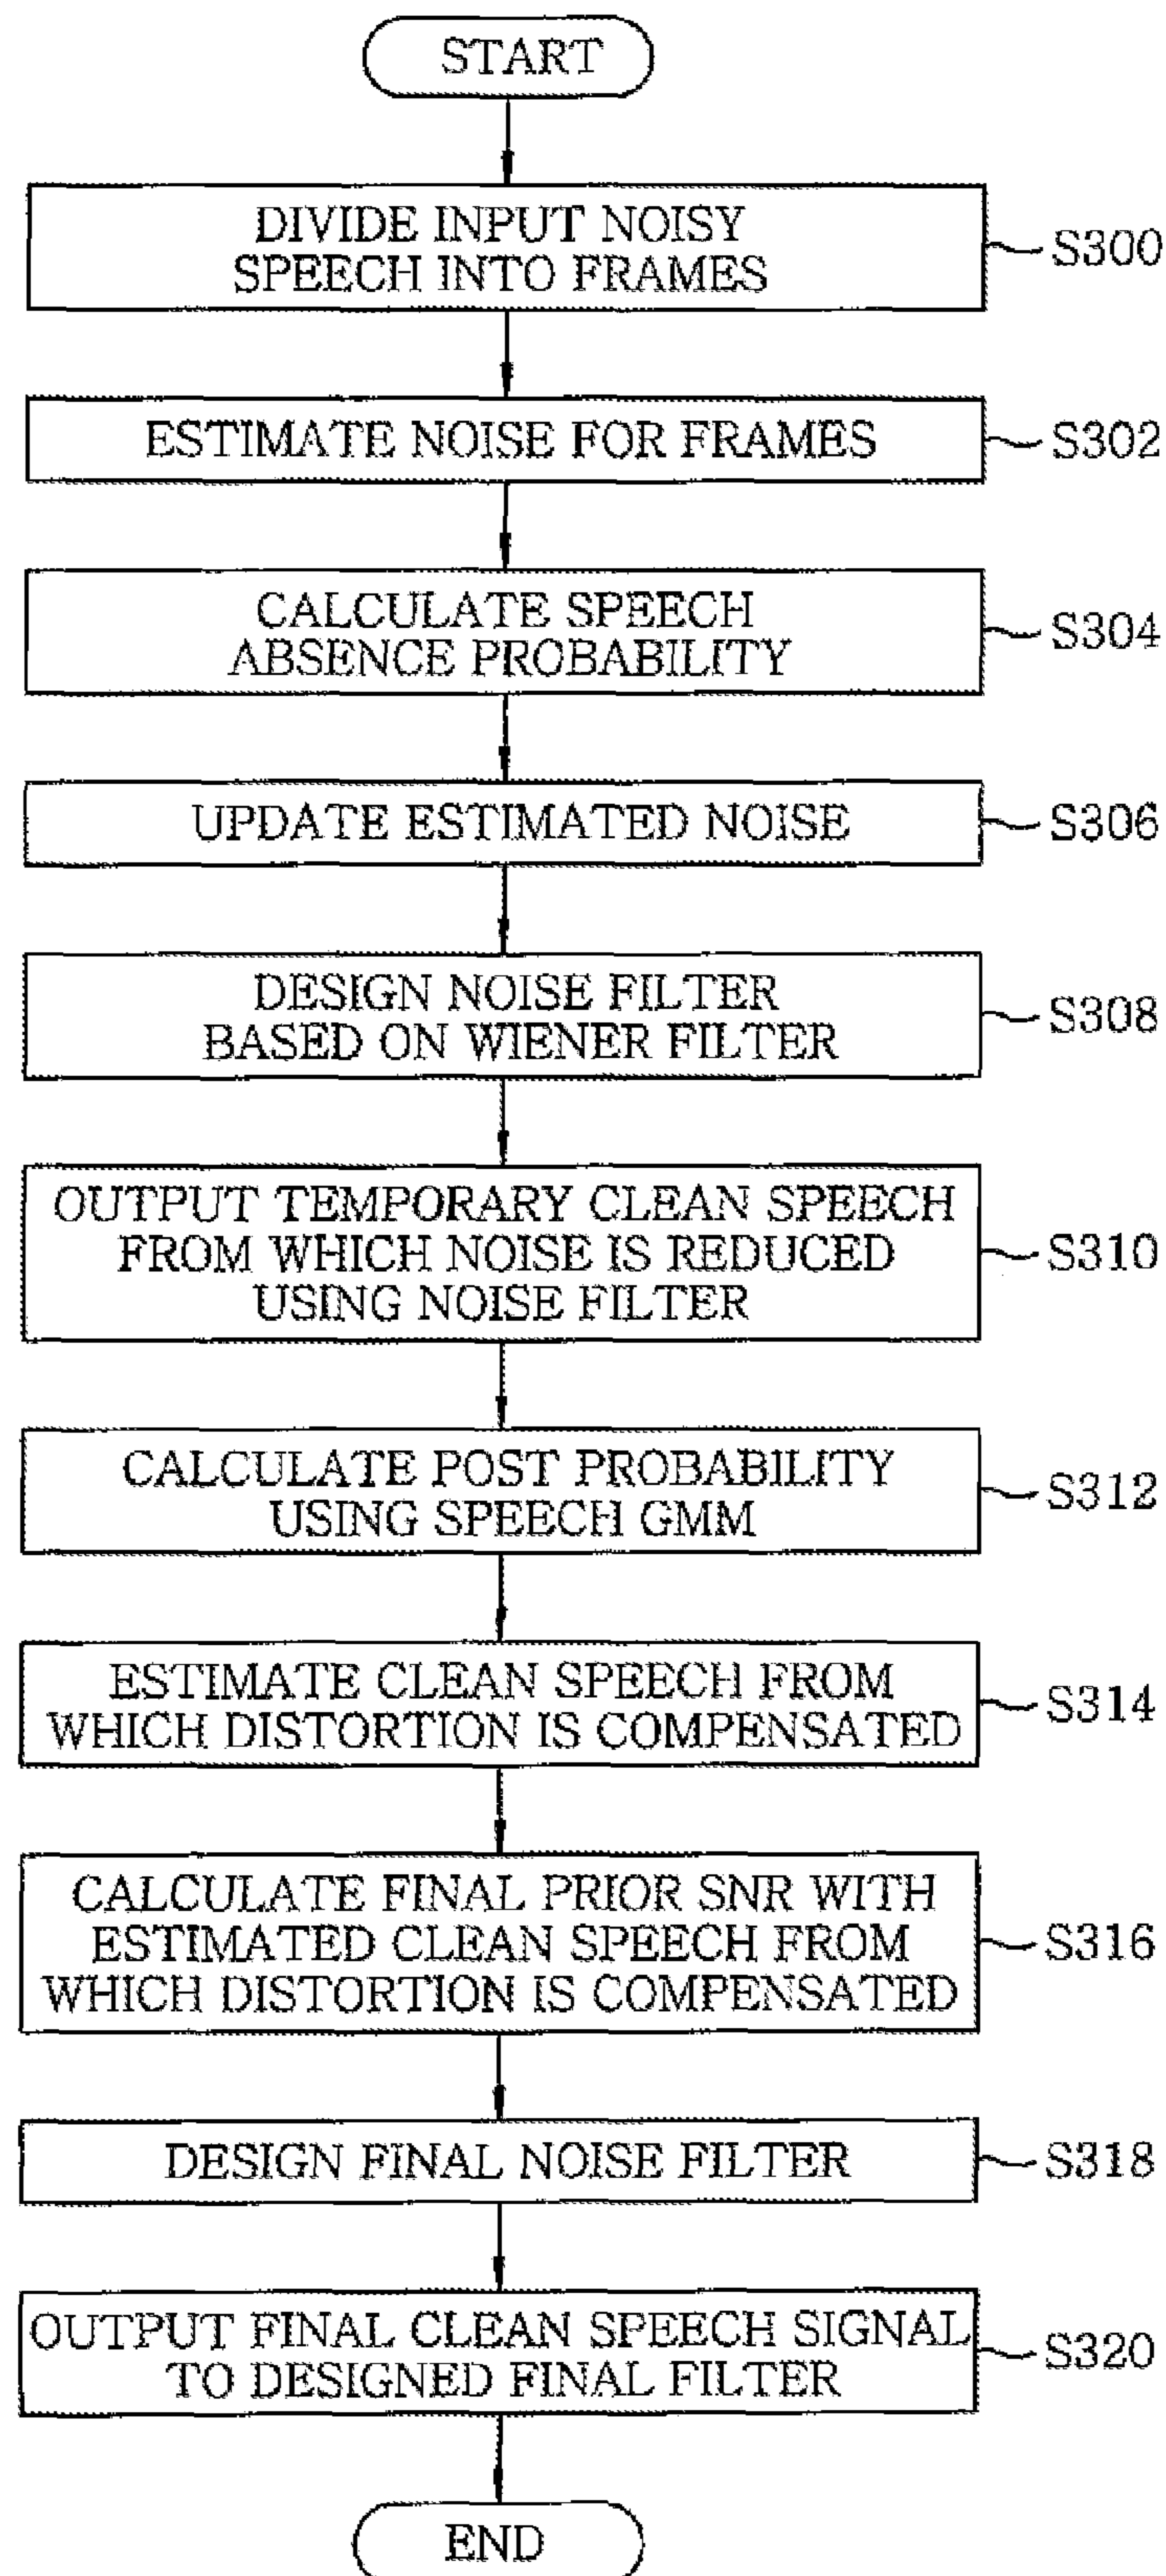 START
DIVIDE INPUT NOISY
SPEECH INTO FRAMES
S300
ESTIMATE NOISE FOR FRAMES
S302
CALCULATE SPEECH
ABSENCE PROBABILITY
S304
UPDATE ESTIMATED NOISE
S306
DESIGN NOISE FILTER
BASED ON WIENER FILTER
S308
OUTPUT TEMPORARY CLEAN SPEECH
FROM WHICH NOISE IS REDUCED
USING NOISE FILTER
S310
CALCULATE POST PROBABILITY
USING SPEECH GMM
S312
ESTIMATE CLEAN SPEECH FROM
WHICH DISTORTION IS COMPENSATED
S314
CALCULATE FINAL PRIOR SNR WITH
ESTIMATED CLEAN SPEECH FROM
WHICH DISTORTION IS COMPENSATED
S316
DESIGN FINAL NOISE FILTER
S318
OUTPUT FINAL CLEAN SPEECH SIGNAL
TO DESIGNED FINAL FILTER
S320
END